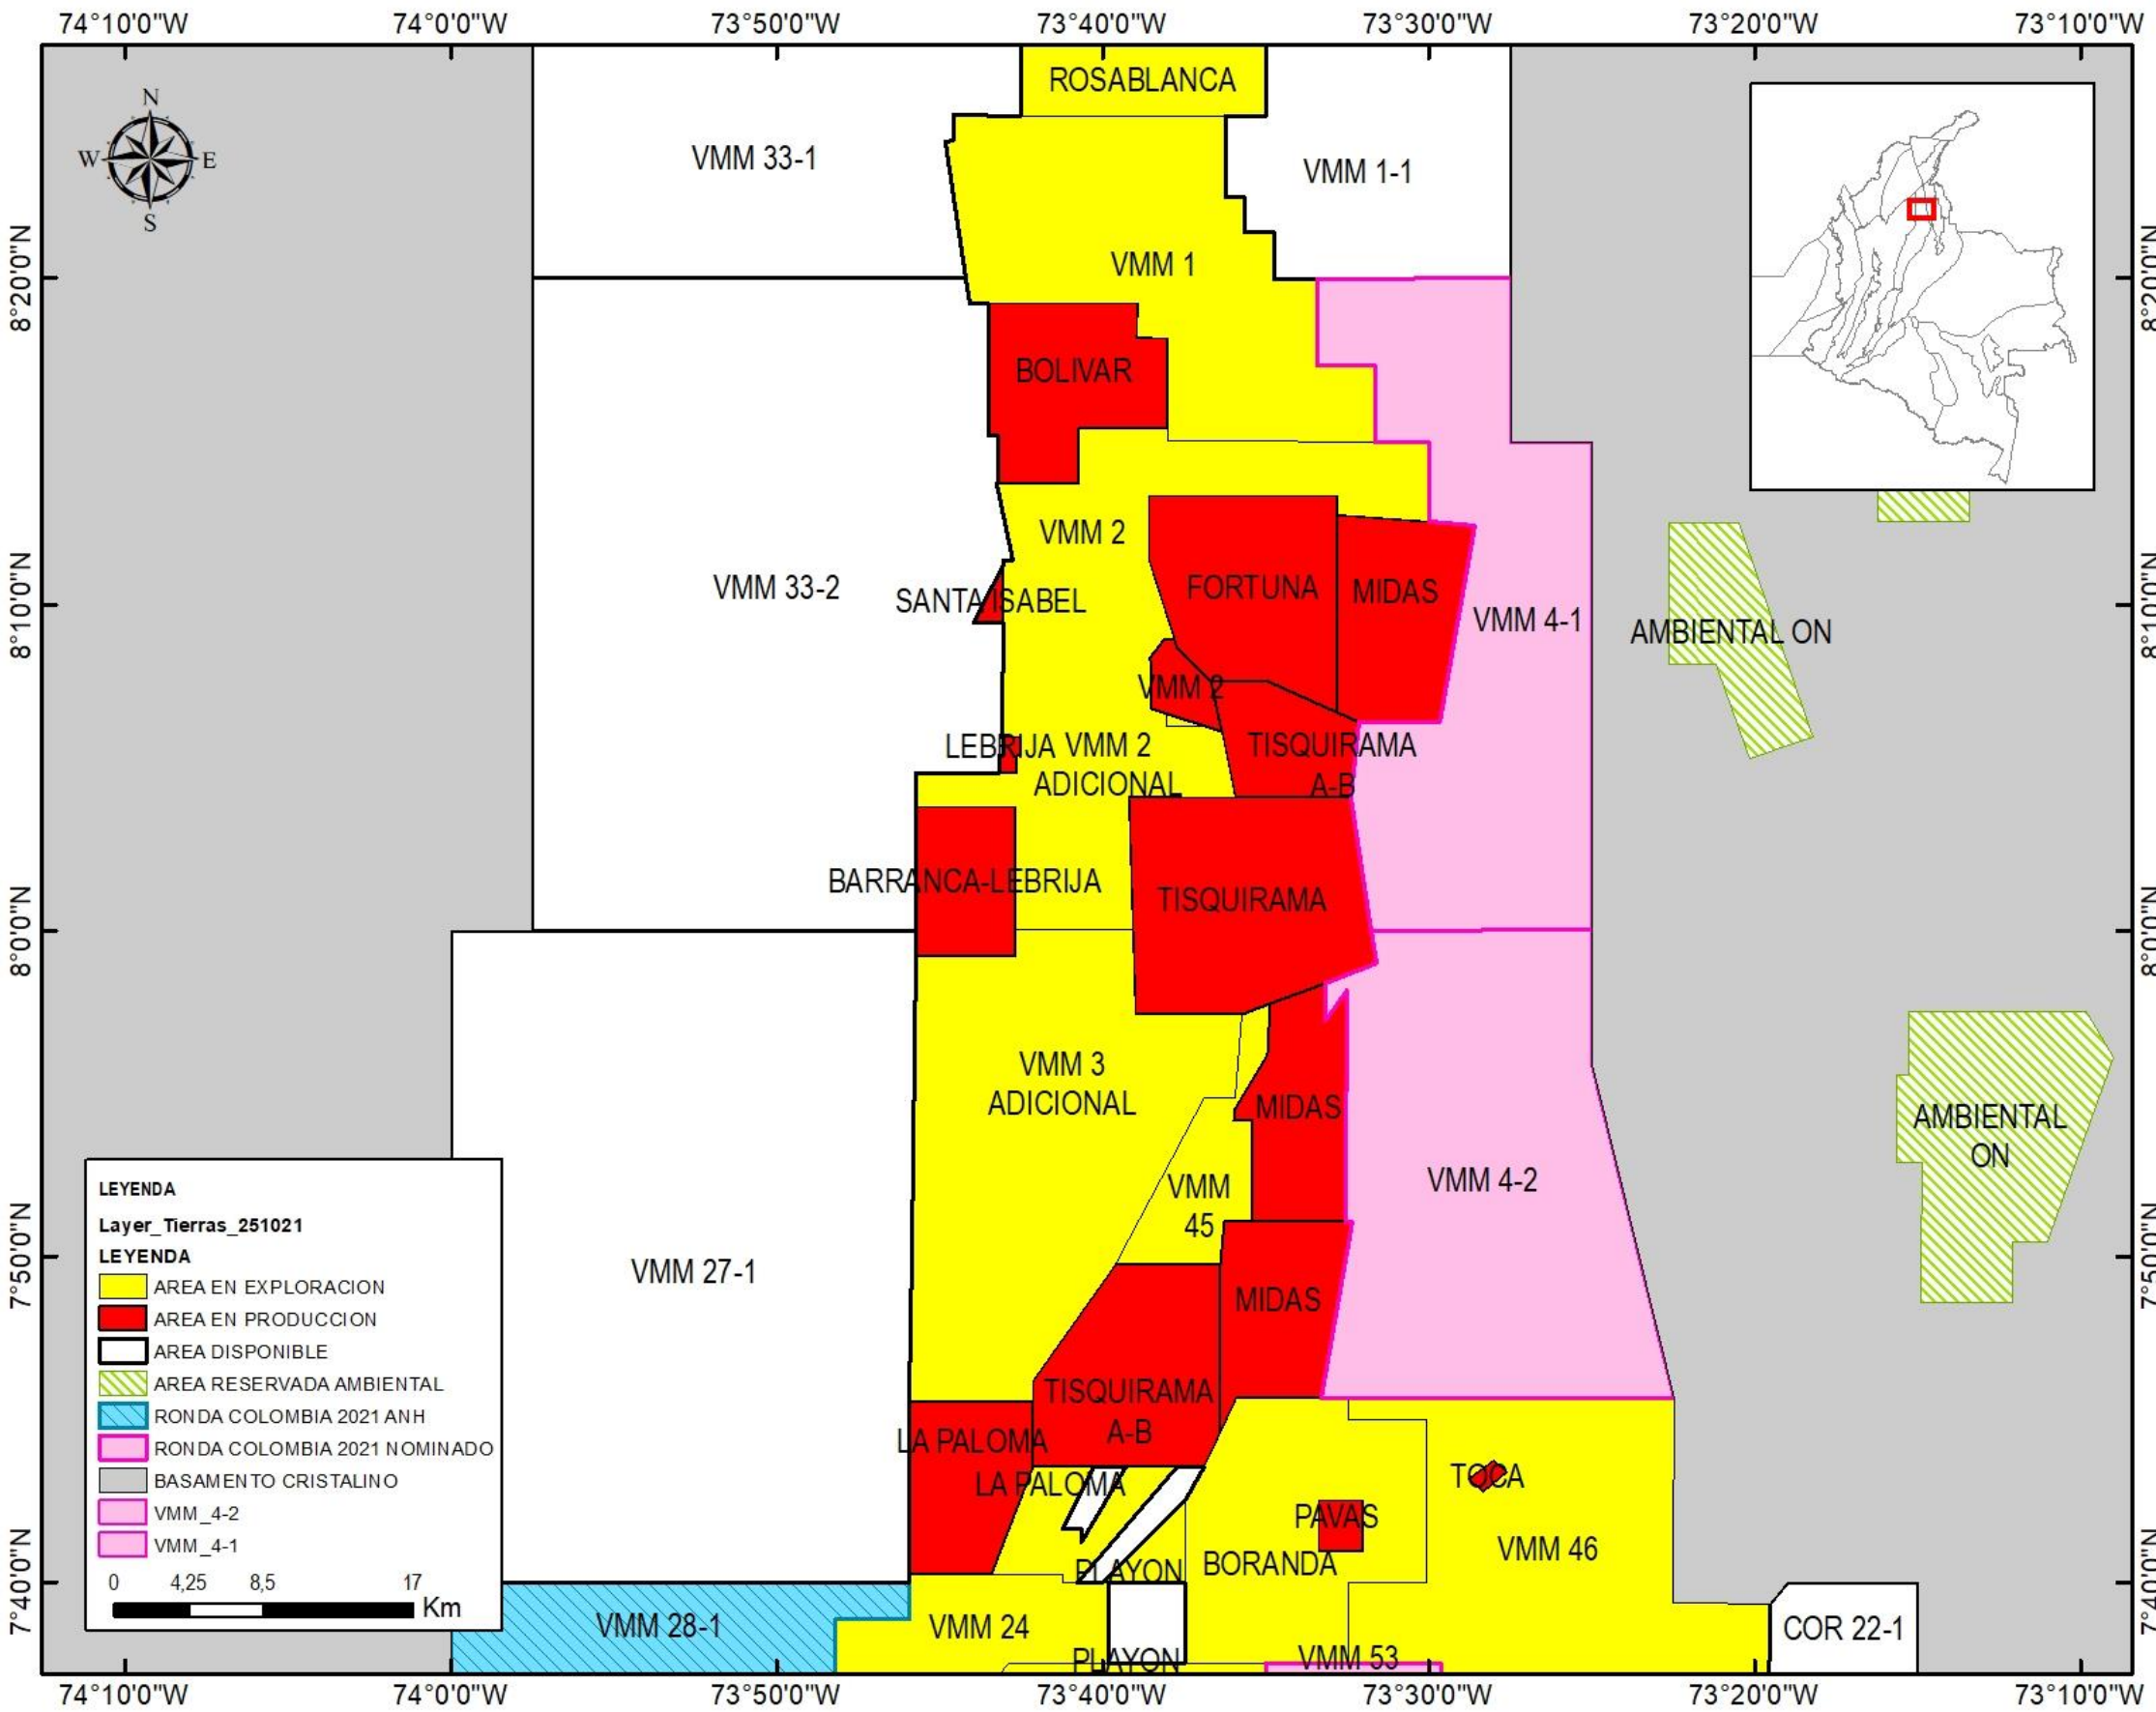 74°10'0"W 74°0'0"W 73°50'0"W 73°40'0"W 73°30'0"W 73°20'0"W 73°10'0"W
N
W E
S
ROSABLANCA
VMM 33-1
VMM 1-1
VMM 1
8°20'0"N
8°20'0"N
BOLIVAR
VMM 2
8°10'0"N
8°10'0"N
VMM 33-2
SANTA ISABEL
FORTUNA
MIDAS
VMM 4-1
AMBIENTAL ON
VMM 2
LEBRIJA
VMM 2
ADICIONAL
TISQUIRAMA
A-B
BARRANCA-LEBRIJA
TISQUIRAMA
8°0'0"N
8°0'0"N
VMM 3
ADICIONAL
MIDAS
AMBIENTAL
ON
VMM
45
VMM 4-2
7°50'0"N
7°50'0"N
VMM 27-1
MIDAS
TISQUIRAMA
A-B
LA PALOMA
LA PALOMA
TOCA
PAVAS
VMM 46
BORANDA
PLAYON
7°40'0"N
7°40'0"N
VMM 28-1
VMM 24
PLAYON
VMM 53
COR 22-1
LEYENDA
Layer_Tierras_251021
LEYENDA
AREA EN EXPLORACION
AREA EN PRODUCCION
AREA DISPONIBLE
AREA RESERVADA AMBIENTAL
RONDA COLOMBIA 2021 ANH
RONDA COLOMBIA 2021 NOMINADO
BASAMENTO CRISTALINO
VMM_4-2
VMM_4-1
0 4,25 8,5 17
Km
74°10'0"W 74°0'0"W 73°50'0"W 73°40'0"W 73°30'0"W 73°20'0"W 73°10'0"W